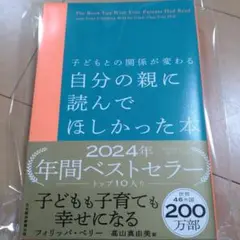 The Book You Wish Your Parents Had Read
子どもとの関係が変わる
自分の親に
読んで
ほしかった本
2024年
年間ベストセラー
トップ10入り
世界
46カ国
200
万部
子どもも子育ても
幸せになる
フィリッパ・ペリー
高山真由美 訳